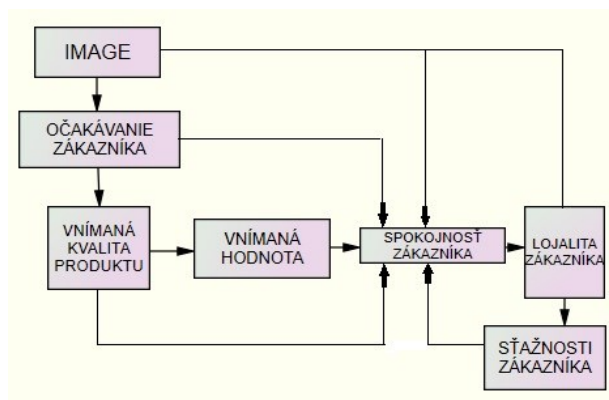 IMAGE
OČAKÁVANIE
ZÁKAZNÍKA
VNÍMANÁ
KVALITA
PRODUKTU
VNÍMANÁ
HODNOTA
SPOKOJNOSŤ
ZÁKAZNÍKA
LOJALITA
ZÁKAZNÍKA
SŤAŽNOSTI
ZÁKAZNÍKA